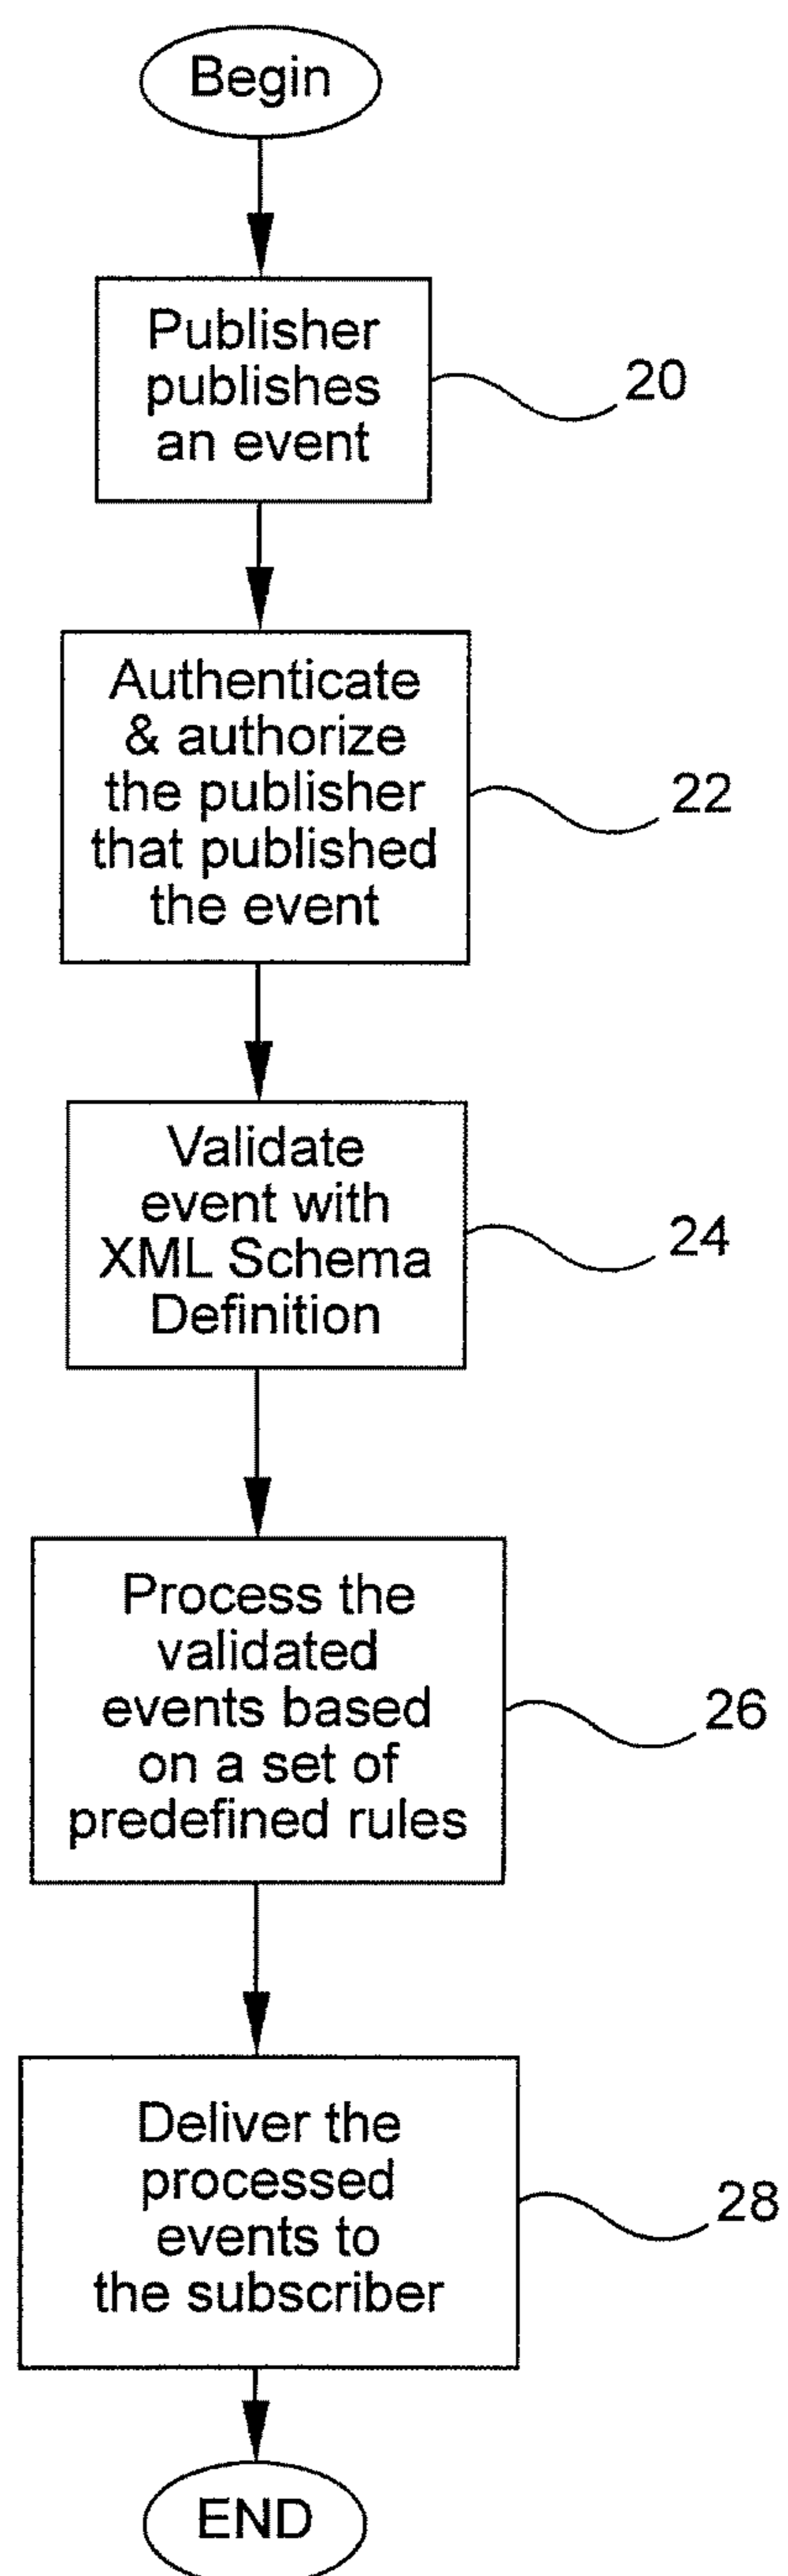 Begin
Publisher
publishes
an event
20
Authenticate
& authorize
the publisher
that published
the event
22
Validate
event with
XML Schema
Definition
24
Process the
validated
events based
on a set of
predefined rules
26
Deliver the
processed
events to
the subscriber
28
END